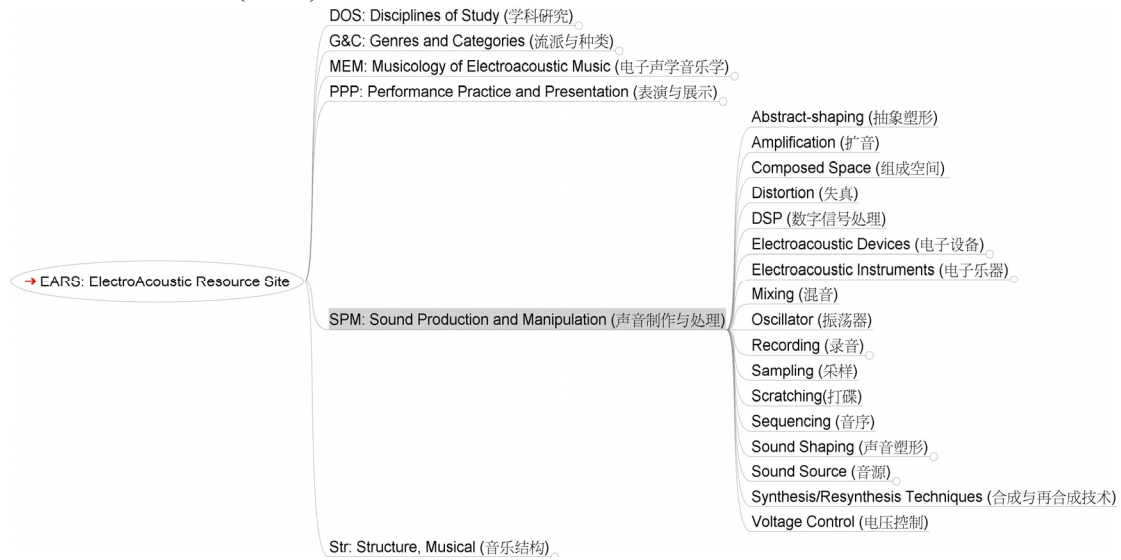 DOS: Disciplines of Study (学科研究)
G&C: Genres and Categories (流派与种类)
MEM: Musicology of Electroacoustic Music (电子声学音乐学)
PPP: Performance Practice and Presentation (表演与展示)
Abstract-shaping (抽象塑形)
Amplification (扩音)
Composed Space (组成空间)
Distortion (失真)
DSP (数字信号处理)
Electroacoustic Devices (电子设备)
➔ EARS: ElectroAcoustic Resource Site
Electroacoustic Instruments (电子乐器)
Mixing (混音)
SPM: Sound Production and Manipulation (声音制作与处理)
Oscillator (振荡器)
Recording (录音)
Sampling (采样)
Scratching(打碟)
Sequencing (音序)
Sound Shaping (声音塑形)
Sound Source (音源)
Synthesis/Resynthesis Techniques (合成与再合成技术)
Voltage Control (电压控制)
Str: Structure, Musical (音乐结构)